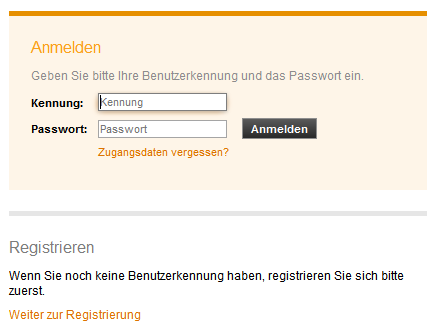 Anmelden
Geben Sie bitte Ihre Benutzerkennung und das Passwort ein.
Kennung: Kennung
Passwort: Passwort Anmelden
Zugangsdaten vergessen?
Registrieren
Wenn Sie noch keine Benutzerkennung haben, registrieren Sie sich bitte
zuerst.
Weiter zur Registrierung